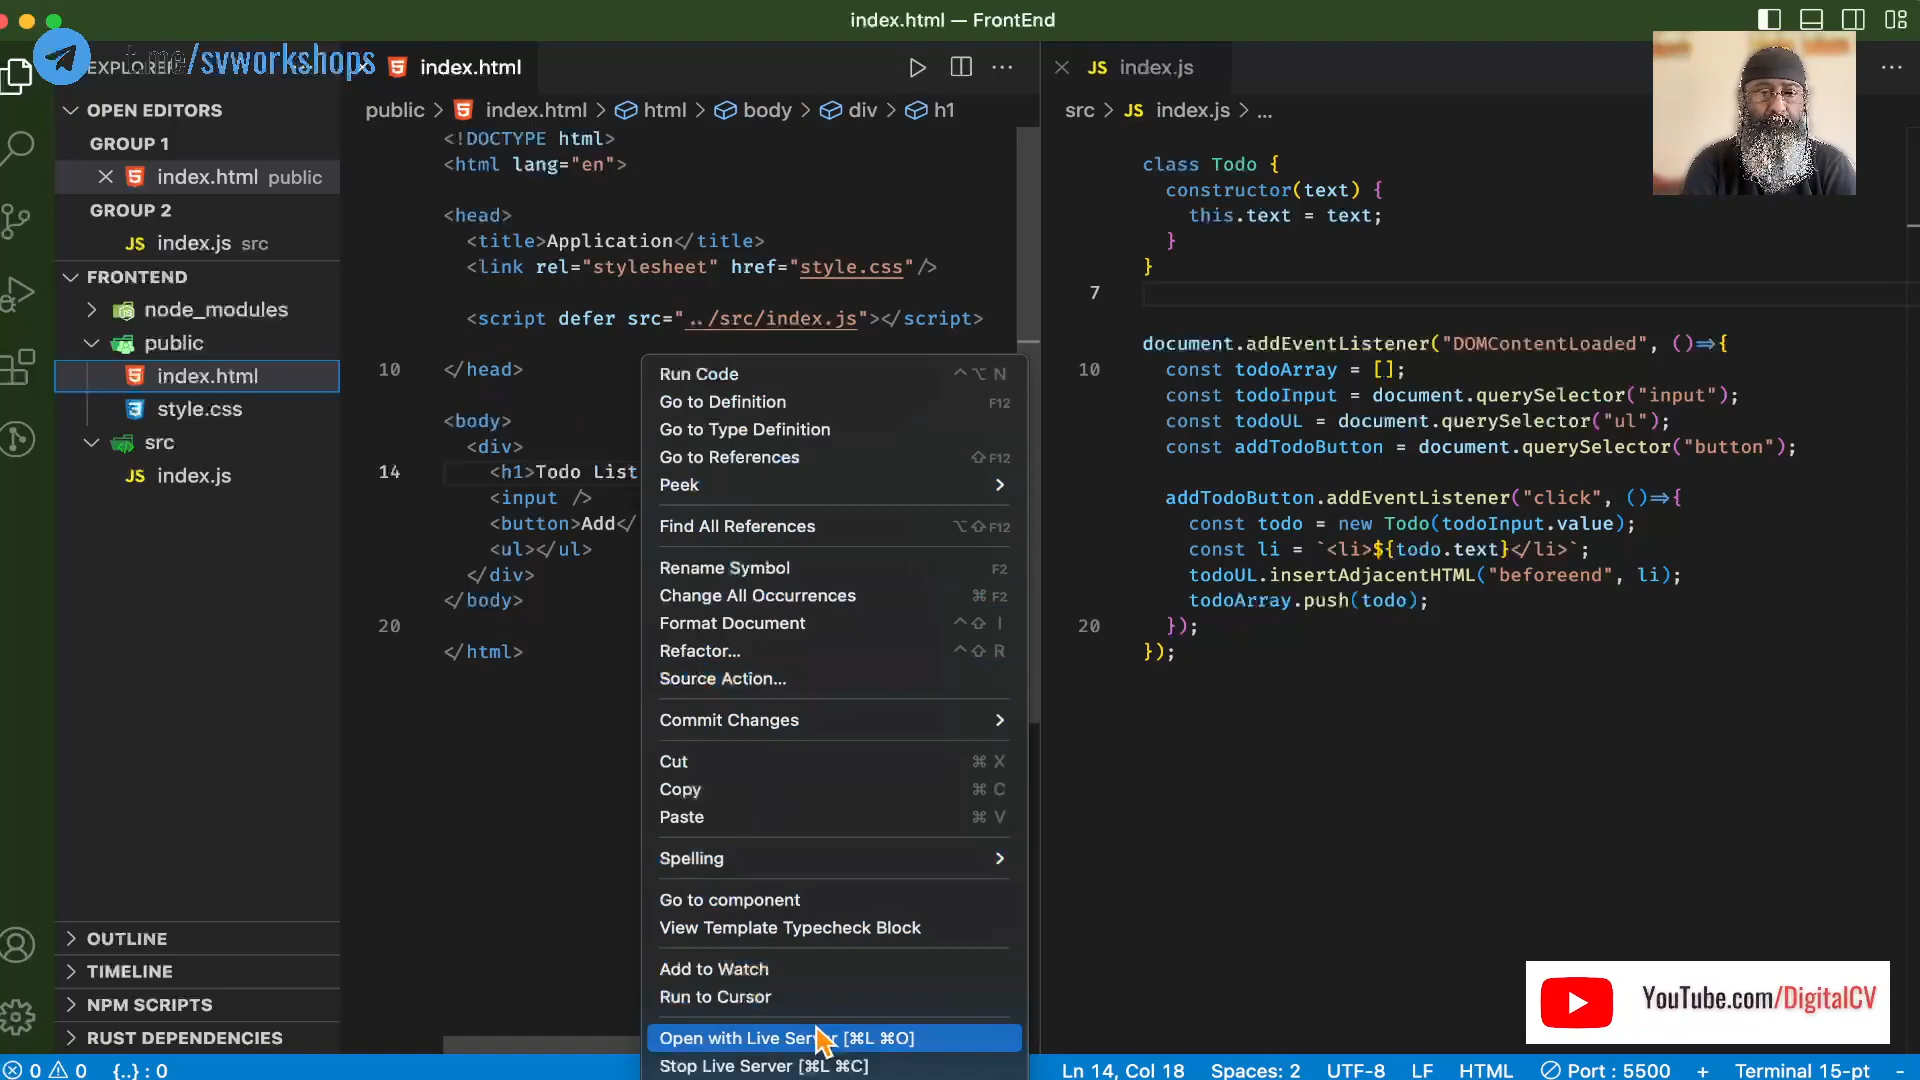 index.html — FrontEnd
t.me/svworkshops
EXPLORER
OPEN EDITORS
GROUP 1
index.html public
GROUP 2
JS index.js src
FRONTEND
node_modules
public
index.html
style.css
src
JS index.js
OUTLINE
TIMELINE
NPM SCRIPTS
RUST DEPENDENCIES
index.html
public > index.html > html > body > div > h1
<!DOCTYPE html>
<html lang="en">
<head>
<title>Application</title>
<link rel="stylesheet" href="style.css"/>
<script defer src="../src/index.js"></script>
10 </head>
<body>
<div>
14 <h1>Todo List
<input />
<button>Add</
<ul></ul>
</div>
</body>
20
</html>
Run Code ^⌥ N
Go to Definition F12
Go to Type Definition
Go to References ⇧F12
Peek
Find All References ⌥⇧F12
Rename Symbol F2
Change All Occurrences ⌘ F2
Format Document ^⇧ I
Refactor... ^⇧ R
Source Action...
Commit Changes
Cut ⌘ X
Copy ⌘ C
Paste ⌘ V
Spelling
Go to component
View Template Typecheck Block
Add to Watch
Run to Cursor
Open with Live Server [⌘L ⌘O]
Stop Live Server [⌘L ⌘C]
JS index.js
src > JS index.js > ...
class Todo {
constructor(text) {
this.text = text;
}
}
7
document.addEventListener("DOMContentLoaded", ()=>{
10 const todoArray = [];
const todoInput = document.querySelector("input");
const todoUL = document.querySelector("ul");
const addTodoButton = document.querySelector("button");
addTodoButton.addEventListener("click", ()=>{
const todo = new Todo(todoInput.value);
const li = `<li>${todo.text}</li>`;
todoUL.insertAdjacentHTML("beforeend", li);
todoArray.push(todo);
20 });
});
YouTube.com/DigitalCV
0 0 {..} : 0
Ln 14, Col 18 Spaces: 2 UTF-8 LF HTML Port : 5500 + Terminal 15-pt -